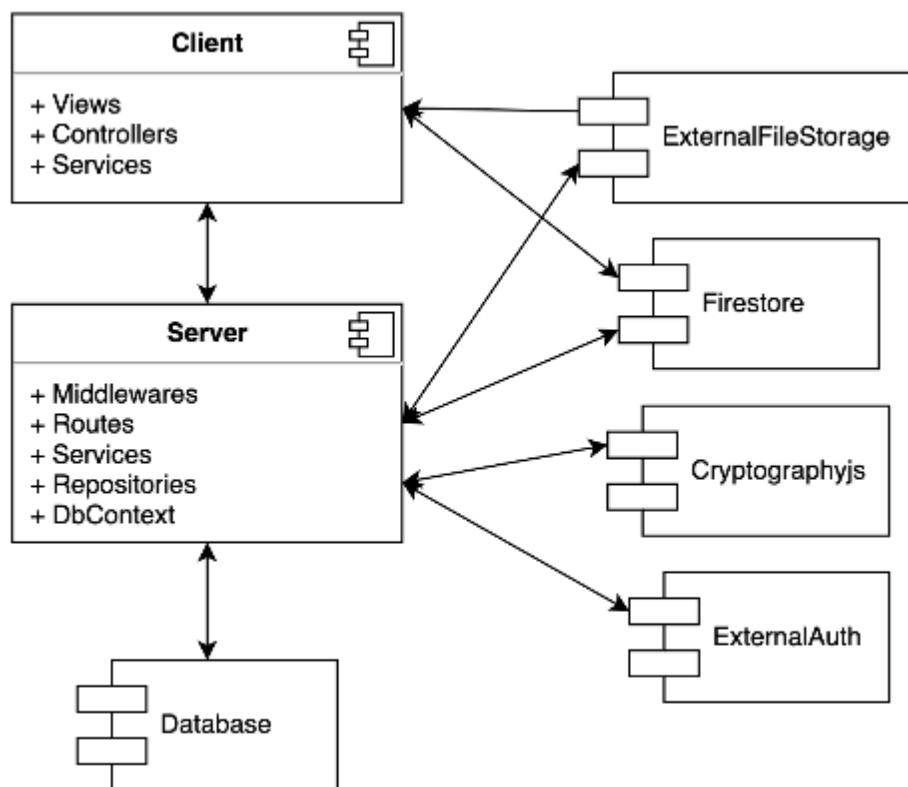 Client
+ Views
+ Controllers
+ Services
ExternalFileStorage
Firestore
Server
+ Middlewares
+ Routes
+ Services
+ Repositories
+ DbContext
Cryptographyjs
ExternalAuth
Database